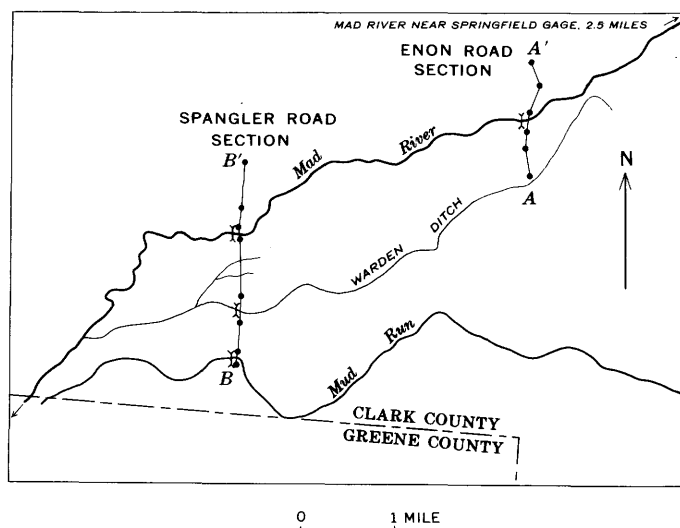 MAD RIVER NEAR SPRINGFIELD GAGE, 2.5 MILES
ENON ROAD
SECTION
A'
SPANGLER ROAD
SECTION
B'
Mad River
N
A
WARDEN DITCH
Mud Run
B
CLARK COUNTY
GREENE COUNTY
0 1 MILE